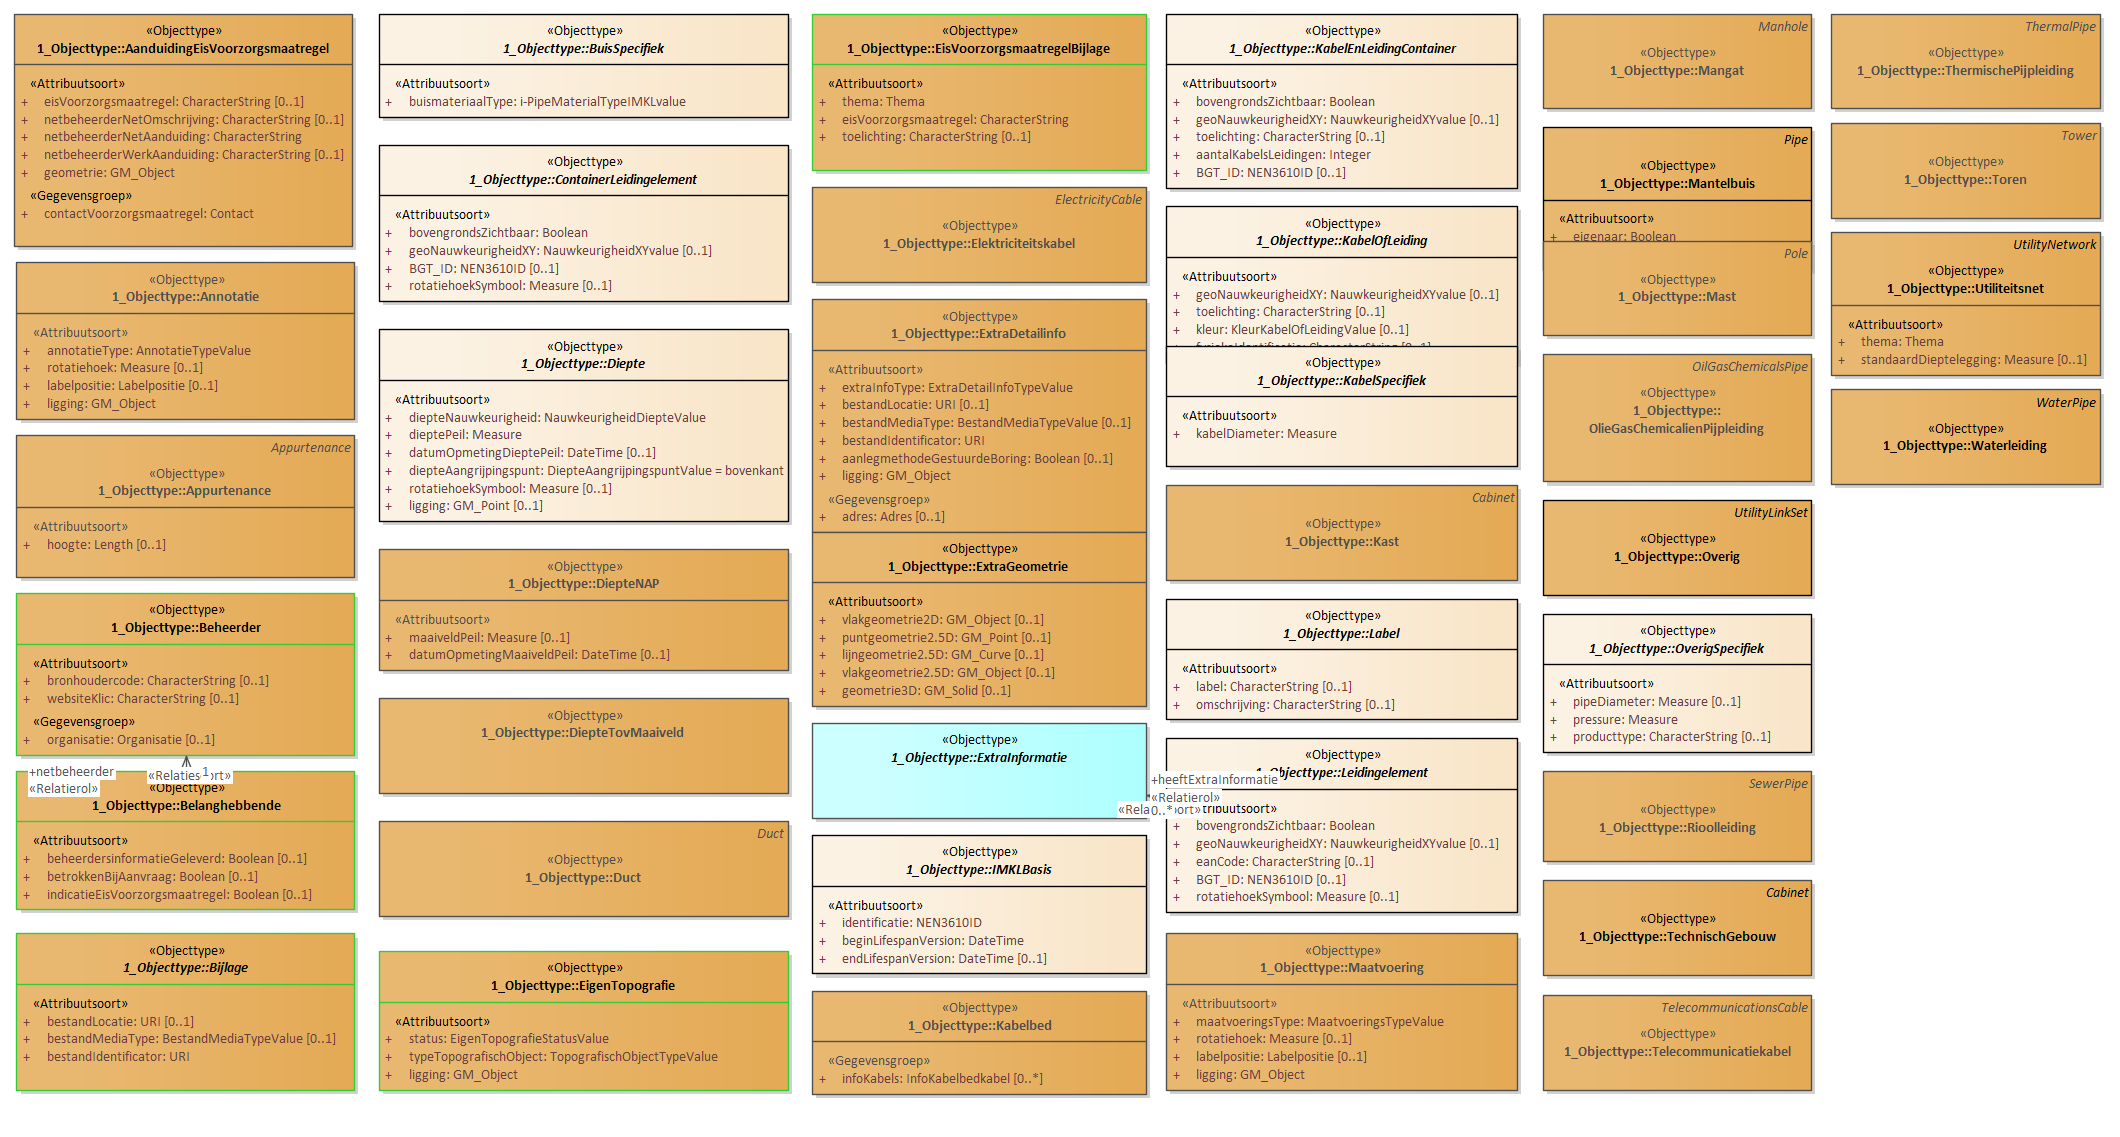 «Objecttype»
1_Objecttype::AanduidingEisVoorzorgsmaatregel
«Attribuutsoort»
+ eisVoorzorgsmaatregel: CharacterString [0..1]
+ netbeheerderNetOmschrijving: CharacterString [0..1]
+ netbeheerderNetAanduiding: CharacterString
+ netbeheerderWerkAanduiding: CharacterString [0..1]
+ geometrie: GM_Object
«Gegevensgroep»
+ contactVoorzorgsmaatregel: Contact
«Objecttype»
1_Objecttype::Annotatie
«Attribuutsoort»
+ annotatieType: AnnotatieTypeValue
+ rotatiehoek: Measure [0..1]
+ labelpositie: Labelpositie [0..1]
+ ligging: GM_Object
Appurtenance
«Objecttype»
1_Objecttype::Appurtenance
«Attribuutsoort»
+ hoogte: Length [0..1]
«Objecttype»
1_Objecttype::Beheerder
«Attribuutsoort»
+ bronhoudercode: CharacterString [0..1]
+ websiteKlic: CharacterString [0..1]
«Gegevensgroep»
+ organisatie: Organisatie [0..1]
+netbeheerder
«Relatierol»
1
«Objecttype»
1_Objecttype::Belanghebbende
«Attribuutsoort»
+ beheerdersinformatieGeleverd: Boolean [0..1]
+ betrokkenBijAanvraag: Boolean [0..1]
+ indicatieEisVoorzorgsmaatregel: Boolean [0..1]
«Objecttype»
1_Objecttype::Bijlage
«Attribuutsoort»
+ bestandLocatie: URI [0..1]
+ bestandMediaType: BestandMediaTypeValue [0..1]
+ bestandIdentificator: URI
«Objecttype»
1_Objecttype::BuisSpecifiek
«Attribuutsoort»
+ buismateriaalType: i-PipeMaterialTypeIMKLvalue
«Objecttype»
1_Objecttype::ContainerLeidingelement
«Attribuutsoort»
+ bovengrondsZichtbaar: Boolean
+ geoNauwkeurigheidXY: NauwkeurigheidXYvalue [0..1]
+ BGT_ID: NEN3610ID [0..1]
+ rotatiehoekSymbool: Measure [0..1]
«Objecttype»
1_Objecttype::Diepte
«Attribuutsoort»
+ diepteNauwkeurigheid: NauwkeurigheidDiepteValue
+ dieptePeil: Measure
+ datumOpmetingDieptePeil: DateTime [0..1]
+ diepteAangrijpingspunt: DiepteAangrijpingspuntValue = bovenkant
+ rotatiehoekSymbool: Measure [0..1]
+ ligging: GM_Point [0..1]
«Objecttype»
1_Objecttype::DiepteNAP
«Attribuutsoort»
+ maaiveldPeil: Measure [0..1]
+ datumOpmetingMaaiveldPeil: DateTime [0..1]
«Objecttype»
1_Objecttype::DiepteTovMaaiveld
Duct
«Objecttype»
1_Objecttype::Duct
«Objecttype»
1_Objecttype::EigenTopografie
«Attribuutsoort»
+ status: EigenTopografieStatusValue
+ typeTopografischObject: TopografischObjectTypeValue
+ ligging: GM_Object
«Objecttype»
1_Objecttype::EisVoorzorgsmaatregelBijlage
«Attribuutsoort»
+ thema: Thema
+ eisVoorzorgsmaatregel: CharacterString
+ toelichting: CharacterString [0..1]
ElectricityCable
«Objecttype»
1_Objecttype::Elektriciteitskabel
«Objecttype»
1_Objecttype::ExtraDetailinfo
«Attribuutsoort»
+ extraInfoType: ExtraDetailInfoTypeValue
+ bestandLocatie: URI [0..1]
+ bestandMediaType: BestandMediaTypeValue [0..1]
+ bestandIdentificator: URI
+ aanlegmethodeGestuurdeBoring: Boolean [0..1]
+ ligging: GM_Object
«Gegevensgroep»
+ adres: Adres [0..1]
«Objecttype»
1_Objecttype::ExtraGeometrie
«Attribuutsoort»
+ vlakgeometrie2D: GM_Object [0..1]
+ puntgeometrie2.5D: GM_Point [0..1]
+ lijngeometrie2.5D: GM_Curve [0..1]
+ vlakgeometrie2.5D: GM_Object [0..1]
+ geometrie3D: GM_Solid [0..1]
«Objecttype»
1_Objecttype::ExtraInformatie
+heeftExtraInformatie
«Relatierol»
0..*
«Objecttype»
1_Objecttype::IMKLBasis
«Attribuutsoort»
+ identificatie: NEN3610ID
+ beginLifespanVersion: DateTime
+ endLifespanVersion: DateTime [0..1]
«Objecttype»
1_Objecttype::Kabelbed
«Gegevensgroep»
+ infoKabels: InfoKabelbedkabel [0..*]
«Objecttype»
1_Objecttype::KabelEnLeidingContainer
«Attribuutsoort»
+ bovengrondsZichtbaar: Boolean
+ geoNauwkeurigheidXY: NauwkeurigheidXYvalue [0..1]
+ toelichting: CharacterString [0..1]
+ aantalKabelsLeidingen: Integer
+ BGT_ID: NEN3610ID [0..1]
«Objecttype»
1_Objecttype::KabelOfLeiding
«Attribuutsoort»
+ geoNauwkeurigheidXY: NauwkeurigheidXYvalue [0..1]
+ toelichting: CharacterString [0..1]
+ kleur: KleurKabelOfLeidingValue [0..1]
«Objecttype»
1_Objecttype::KabelSpecifiek
«Attribuutsoort»
+ kabelDiameter: Measure
Cabinet
«Objecttype»
1_Objecttype::Kast
«Objecttype»
1_Objecttype::Label
«Attribuutsoort»
+ label: CharacterString [0..1]
+ omschrijving: CharacterString [0..1]
«Objecttype»
1_Objecttype::Leidingelement
+ bovengrondsZichtbaar: Boolean
+ geoNauwkeurigheidXY: NauwkeurigheidXYvalue [0..1]
+ eanCode: CharacterString [0..1]
+ BGT_ID: NEN3610ID [0..1]
+ rotatiehoekSymbool: Measure [0..1]
«Objecttype»
1_Objecttype::Maatvoering
«Attribuutsoort»
+ maatvoeringsType: MaatvoeringsTypeValue
+ rotatiehoek: Measure [0..1]
+ labelpositie: Labelpositie [0..1]
+ ligging: GM_Object
Manhole
«Objecttype»
1_Objecttype::Mangat
Pipe
«Objecttype»
1_Objecttype::Mantelbuis
«Attribuutsoort»
+ eigenaar: Boolean
Pole
«Objecttype»
1_Objecttype::Mast
OilGasChemicalsPipe
«Objecttype»
1_Objecttype::
OlieGasChemicalienPijpleiding
UtilityLinkSet
«Objecttype»
1_Objecttype::Overig
«Objecttype»
1_Objecttype::OverigSpecifiek
«Attribuutsoort»
+ pipeDiameter: Measure [0..1]
+ pressure: Measure
+ producttype: CharacterString [0..1]
SewerPipe
«Objecttype»
1_Objecttype::Rioolleiding
Cabinet
«Objecttype»
1_Objecttype::TechnischGebouw
TelecommunicationsCable
«Objecttype»
1_Objecttype::Telecommunicatiekabel
ThermalPipe
«Objecttype»
1_Objecttype::ThermischePijpleiding
Tower
«Objecttype»
1_Objecttype::Toren
UtilityNetwork
«Objecttype»
1_Objecttype::Utiliteitsnet
«Attribuutsoort»
+ thema: Thema
+ standaardDieptelegging: Measure [0..1]
WaterPipe
«Objecttype»
1_Objecttype::Waterleiding